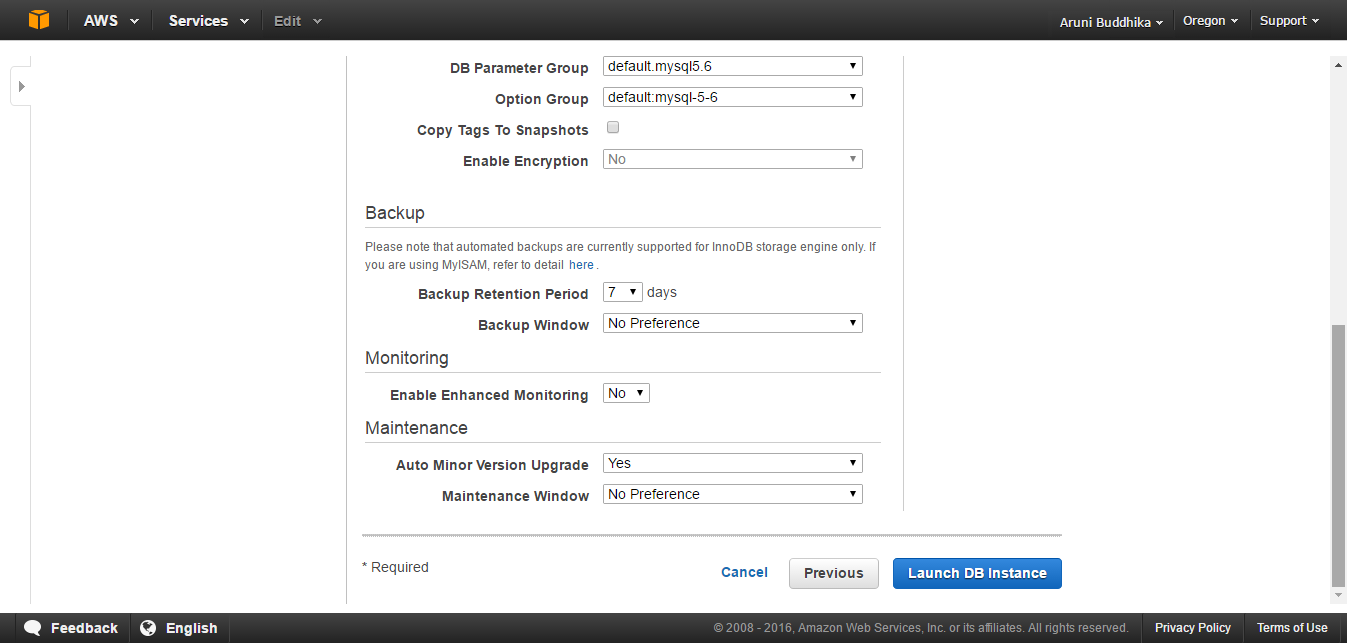 AWS Services Edit Aruni Buddhika Oregon Support
DB Parameter Group default.mysql5.6
Option Group default:mysql-5-6
Copy Tags To Snapshots
Enable Encryption No
Backup
Please note that automated backups are currently supported for InnoDB storage engine only. If
you are using MyISAM, refer to detail here .
Backup Retention Period 7 days
Backup Window No Preference
Monitoring
Enable Enhanced Monitoring No
Maintenance
Auto Minor Version Upgrade Yes
Maintenance Window No Preference
* Required Cancel Previous Launch DB Instance
Feedback English © 2008 - 2016, Amazon Web Services, Inc. or its affiliates. All rights reserved. Privacy Policy Terms of Use